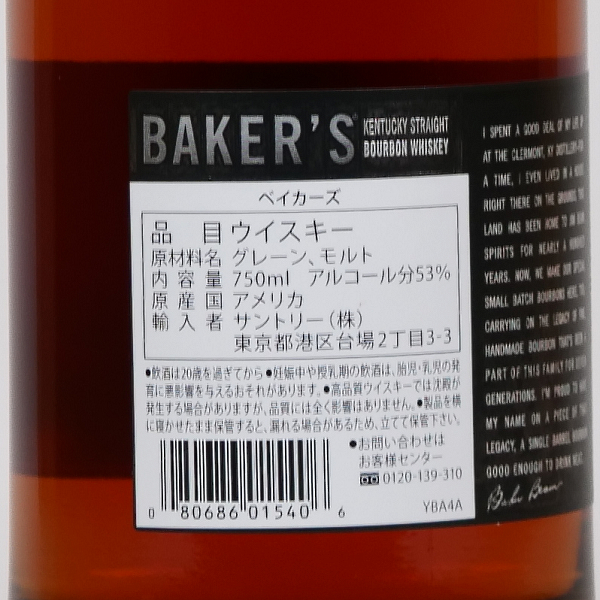 BAKER'S KENTUCKY STRAIGHT
BOURBON WHISKEY
ベイカーズ
品 目 ウイスキー
原材料名 グレーン、モルト
内容量 750ml アルコール分53%
原産国 アメリカ
輸入者 サントリー(株)
東京都港区台場2丁目3-3
●飲酒は20歳を過ぎてから ●妊娠中や授乳期の飲酒は、胎児・乳児の発
育に悪影響を与えるおそれがあります。●高品質ウイスキーでは沈殿が
発生する場合がありますが、品質には全く影響はありません。●製品を横
に寝かせたまま保管すると、漏れる場合があるため、立てて保管下さい。
●お問い合わせは
お客様センター
0120-139-310
0 80686 01540 6
YBA4A
I SPENT A GOOD DEAL OF MY LIFE
AT THE CLERMONT, KY DISTILLERY
A TIME, I EVEN LIVED IN A HOUSE
RIGHT THERE ON THE GROUNDS. THE
LAND HAS BEEN HOME TO
SPIRITS FOR NEARLY A HUNDRED
YEARS. NOW, WE MAKE OUR SPECIAL
SMALL BATCH BOURBONS HERE, TOO
CARRYING ON THE LEGACY OF FINE
HANDMADE BOURBON THAT'S BEEN A
PART OF THIS FAMILY FOR SEVEN
GENERATIONS. I'M PROUD TO HAVE
MY NAME ON A PIECE OF THAT
LEGACY, A SINGLE BARREL BOURBON
GOOD ENOUGH TO DRINK NEAT.
Baker Beam